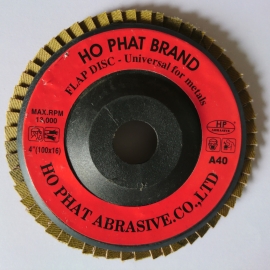 HO PHAT BRAND
FLAP DISC - Universal for metals
MAX.RPM
15,000
4"(100x16)
HP
A40
HO PHAT ABRASIVE.CO.,LTD